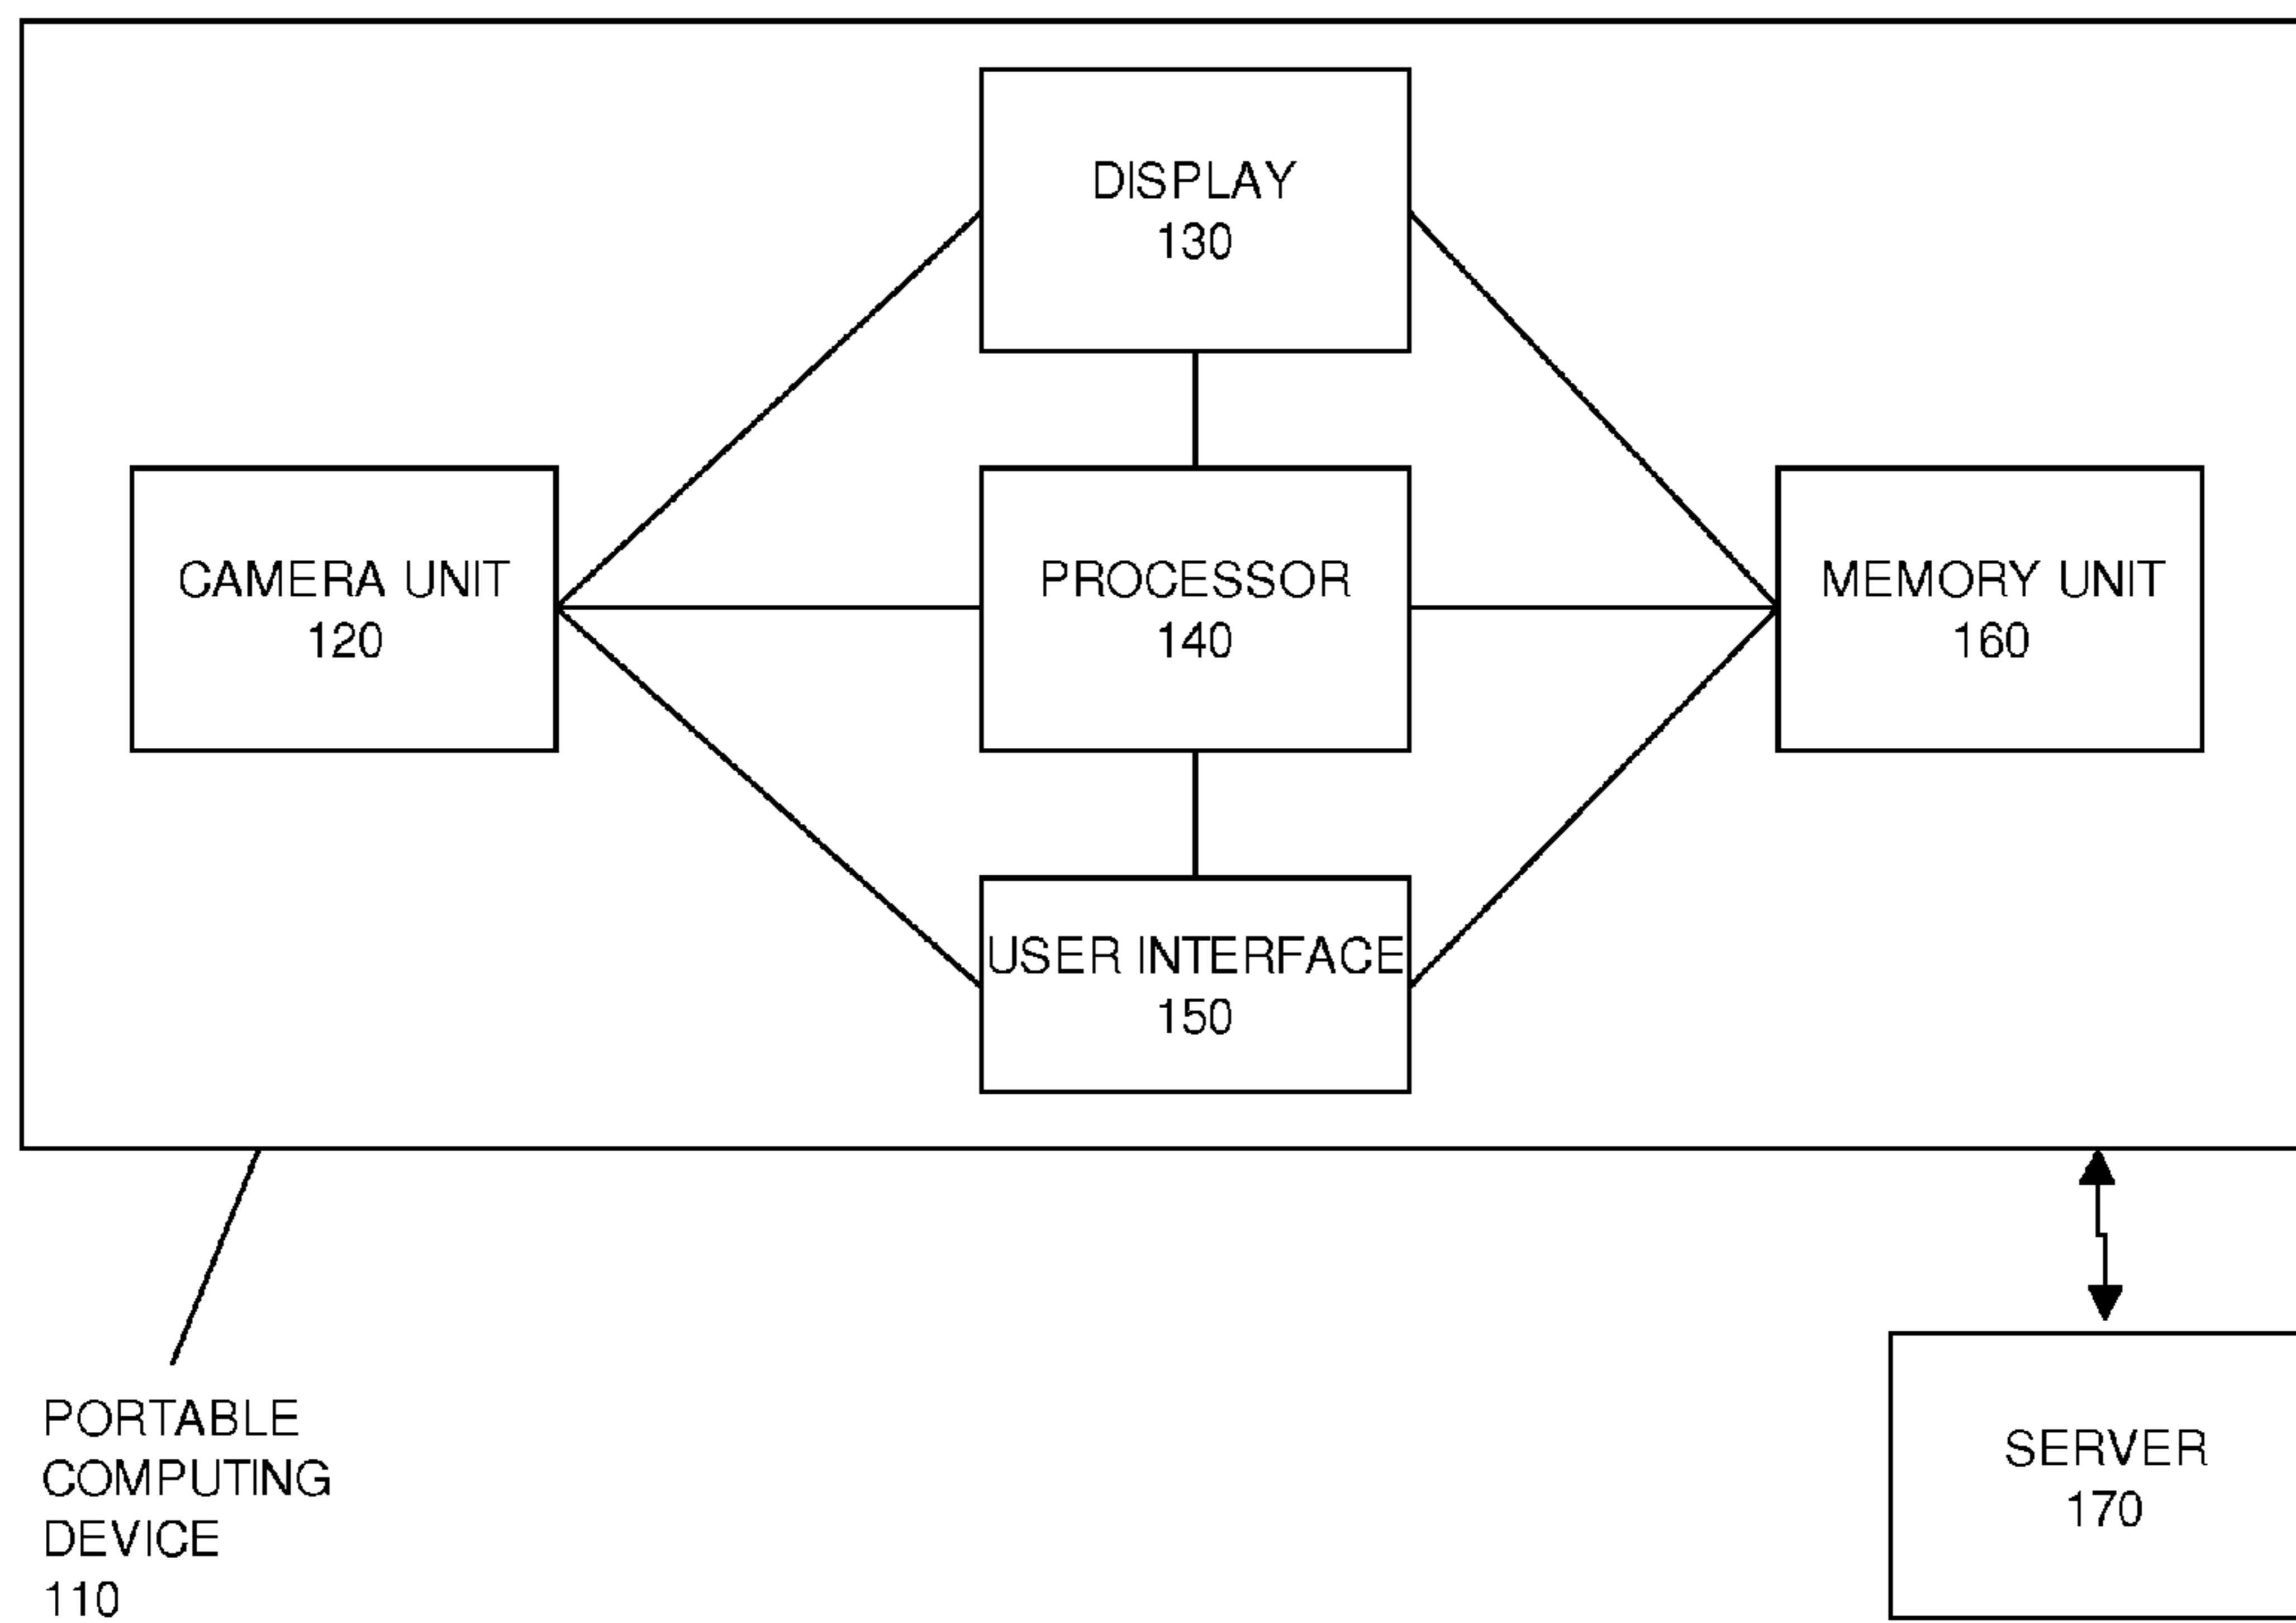 DISPLAY
130
CAMERA UNIT
120
PROCESSOR
140
MEMORY UNIT
160
USER INTERFACE
150
PORTABLE
COMPUTING
DEVICE
110
SERVER
170